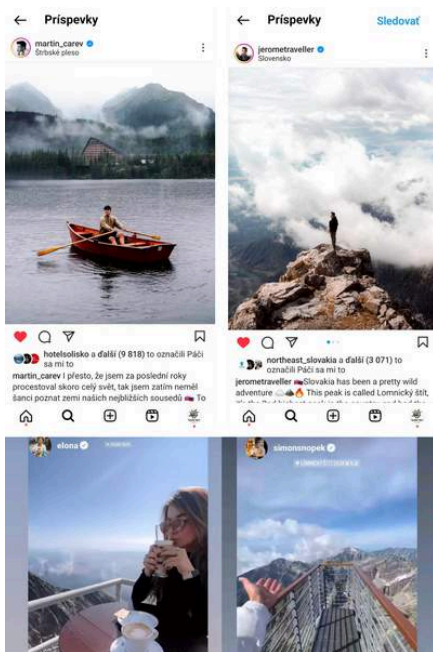 Príspevky
martin_carev
Štrbské pleso
hotelsolisko a ďalší (9 818) to označili Páči
sa mi to
martin_carev I přesto, že jsem za poslední roky
procestoval skoro celý svět, tak jsem zatím neměl
šanci poznat zemi našich nejbližších sousedů To
Príspevky
Sledovať
jerometraveller
Slovensko
northeast_slovakia a ďalší (3 071) to
označili Páči sa mi to
jerometraveller Slovakia has been a pretty wild
adventure This peak is called Lomnický štít,
elona
simonsnopek